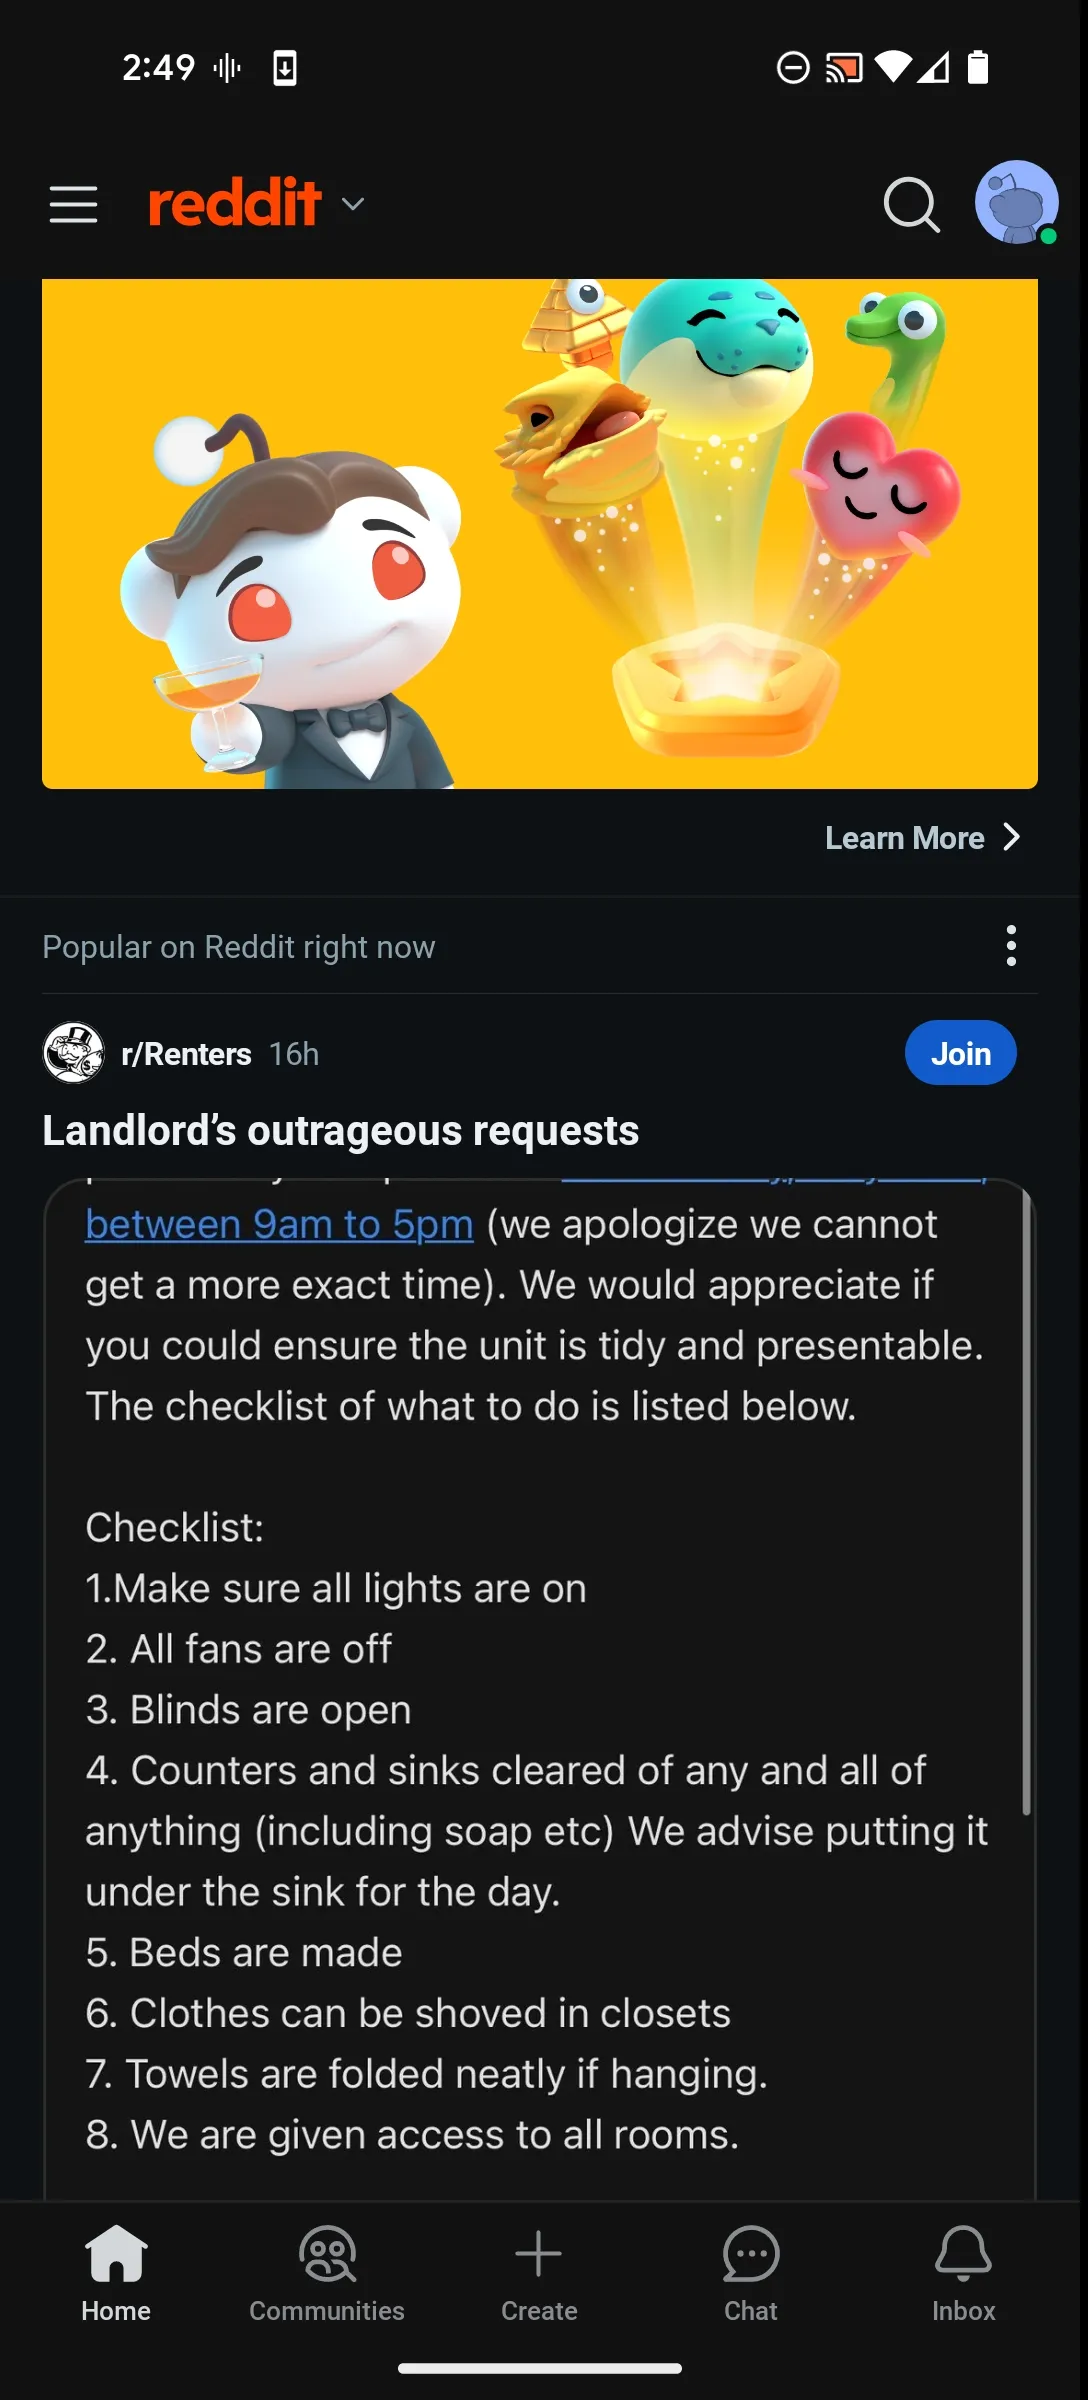 2:49
reddit
Learn More
Popular on Reddit right now
r/Renters 16h
Join
Landlord’s outrageous requests
between 9am to 5pm (we apologize we cannot
get a more exact time). We would appreciate if
you could ensure the unit is tidy and presentable.
The checklist of what to do is listed below.
Checklist:
1.Make sure all lights are on
2. All fans are off
3. Blinds are open
4. Counters and sinks cleared of any and all of
anything (including soap etc) We advise putting it
under the sink for the day.
5. Beds are made
6. Clothes can be shoved in closets
7. Towels are folded neatly if hanging.
8. We are given access to all rooms.
Home
Communities
Create
Chat
Inbox